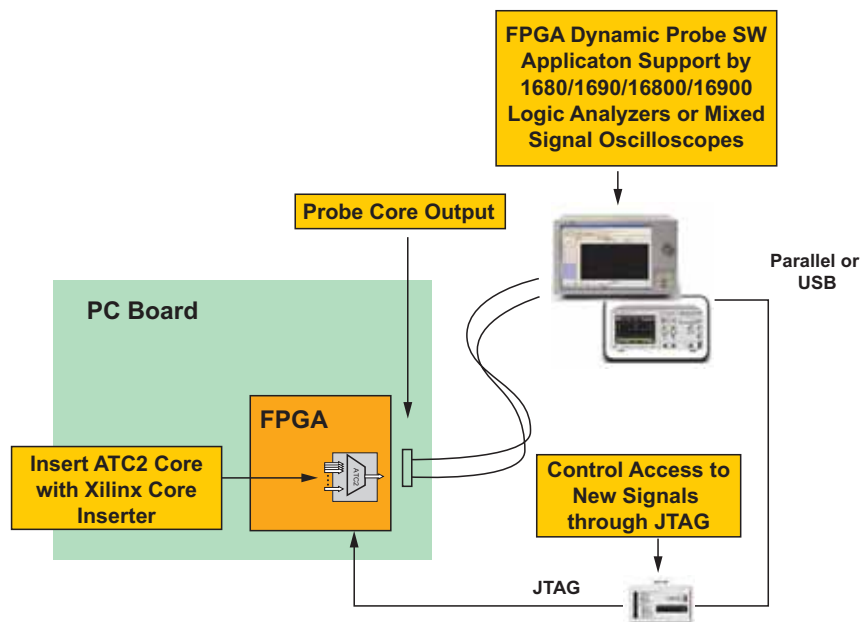 FPGA Dynamic Probe SW
Applicaton Support by
1680/1690/16800/16900
Logic Analyzers or Mixed
Signal Oscilloscopes
Probe Core Output
Parallel or
USB
PC Board
FPGA
ATC2
Insert ATC2 Core
with Xilinx Core
Inserter
Control Access to
New Signals
through JTAG
JTAG